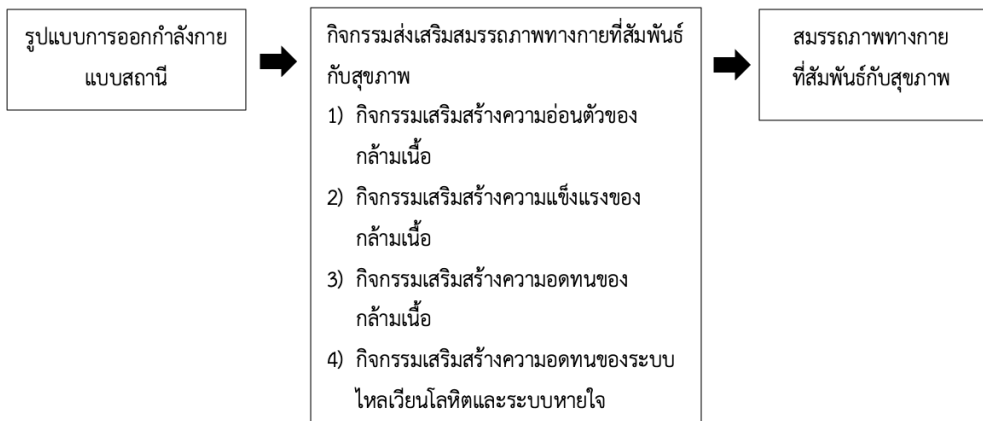 รูปแบบการออกกำลังกาย
แบบสถานี
กิจกรรมส่งเสริมสมรรถภาพทางกายที่สัมพันธ์
กับสุขภาพ
1) กิจกรรมเสริมสร้างความอ่อนตัวของ
กล้ามเนื้อ
2) กิจกรรมเสริมสร้างความแข็งแรงของ
กล้ามเนื้อ
3) กิจกรรมเสริมสร้างความอดทนของ
กล้ามเนื้อ
4) กิจกรรมเสริมสร้างความอดทนของระบบ
ไหลเวียนโลหิตและระบบหายใจ
สมรรถภาพทางกาย
ที่สัมพันธ์กับสุขภาพ